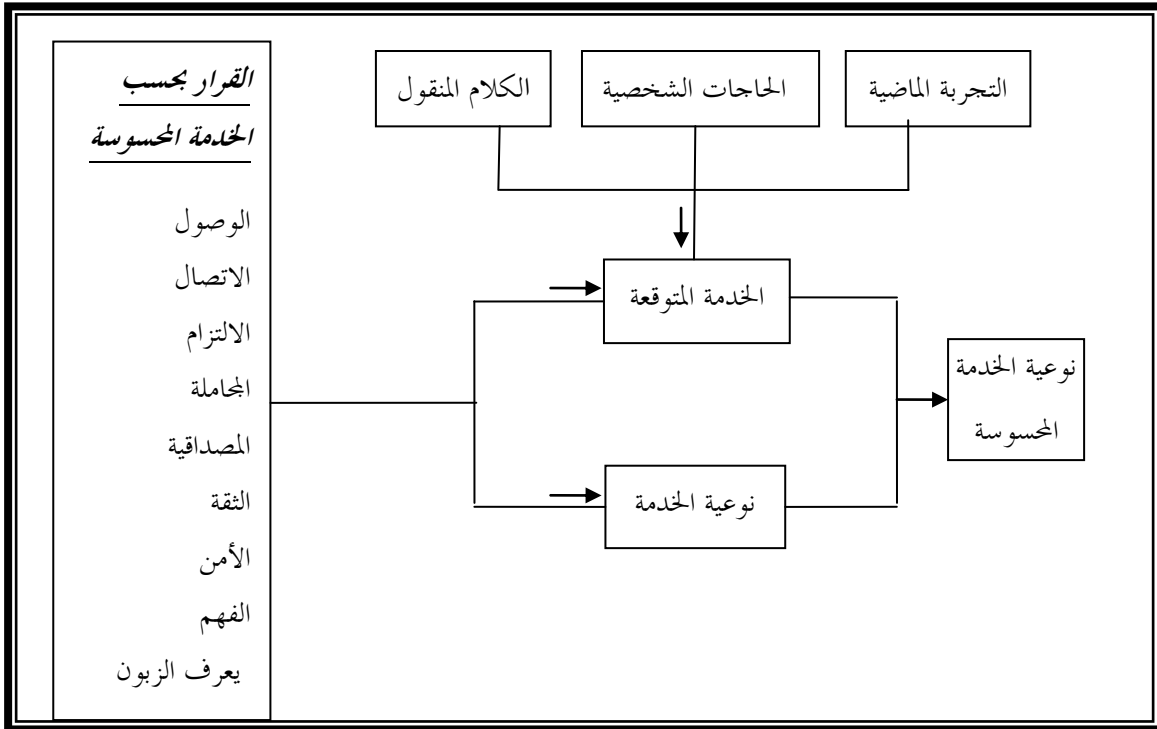 القرار بحسب
الخدمة المحسوسة
الوصول
الاتصال
الالتزام
المجاملة
المصداقية
الثقة
الأمن
الفهم
يعرف الزبون
التجربة الماضية
الحاجات الشخصية
الكلام المنقول
الخدمة المتوقعة
نوعية الخدمة
نوعية الخدمة
المحسوسة